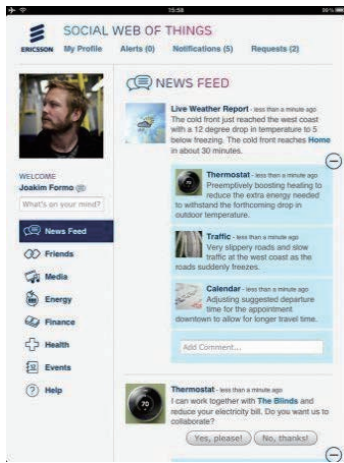 15:58
SOCIAL WEB OF THINGS
ERICSSON
My Profile Alerts (0) Notifications (5) Requests (2)
NEWS FEED
Live Weather Report - less than a minute ago
The cold front just reached the west coast
with a 12 degree drop in temperature to 5
below freezing. The cold front reaches Home
in about 30 minutes.
Thermostat - less than a minute ago
Preemptively boosting heating to
reduce the extra energy needed
to withstand the forthcoming drop in
outdoor temperature.
Traffic - less than a minute ago
Very slippery roads and slow
traffic at the west coast as the
roads suddenly freezes.
Calendar - less than a minute ago
Adjusting suggested departure
time for the appointment
downtown to allow for longer travel time.
Add Comment...
Thermostat - less than a minute ago
I can work together with The Blinds and
reduce your electricity bill. Do you want us to
collaborate?
Yes, please! No, thanks!
70
WELCOME
Joakim Formo
What's on your mind?
News Feed
Friends
Media
Energy
Finance
Health
Events
Help